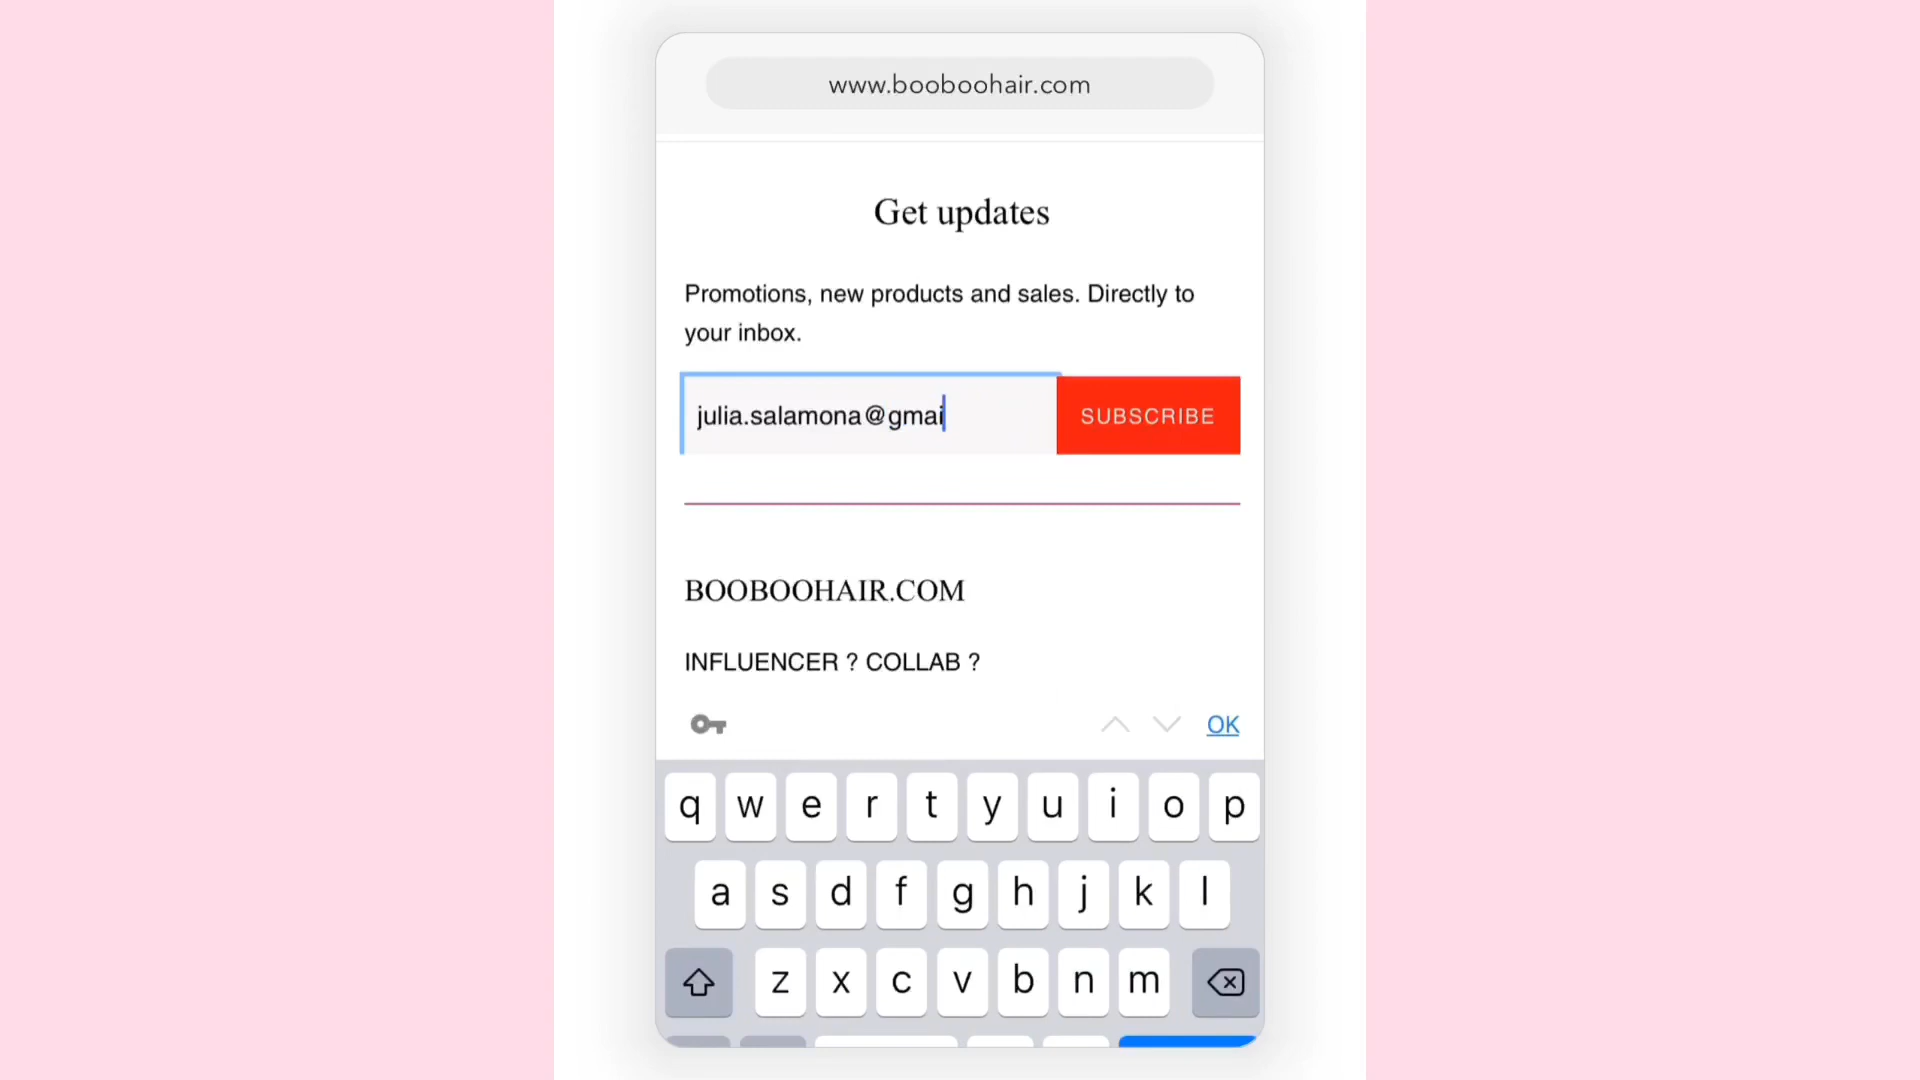 www.booboohair.com
Get updates
Promotions, new products and sales. Directly to
your inbox.
julia.salamona@gmai
SUBSCRIBE
BOOBOOHAIR.COM
INFLUENCER ? COLLAB ?
OK
q w e r t y u i o p
a s d f g h j k l
z x c v b n m